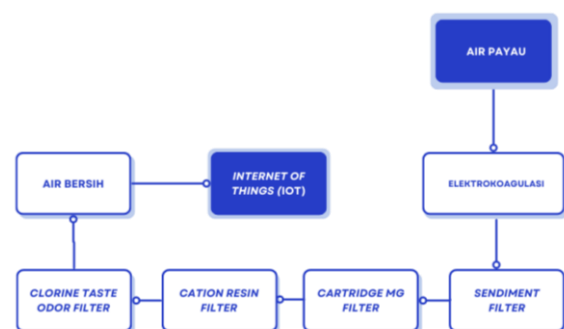 AIR PAYAU
ELEKTROKOAGULASI
AIR BERSIH
INTERNET OF
THINGS (IOT)
CLORINE TASTE
ODOR FILTER
CATION RESIN
FILTER
CARTRIDGE MG
FILTER
SENDIMENT
FILTER